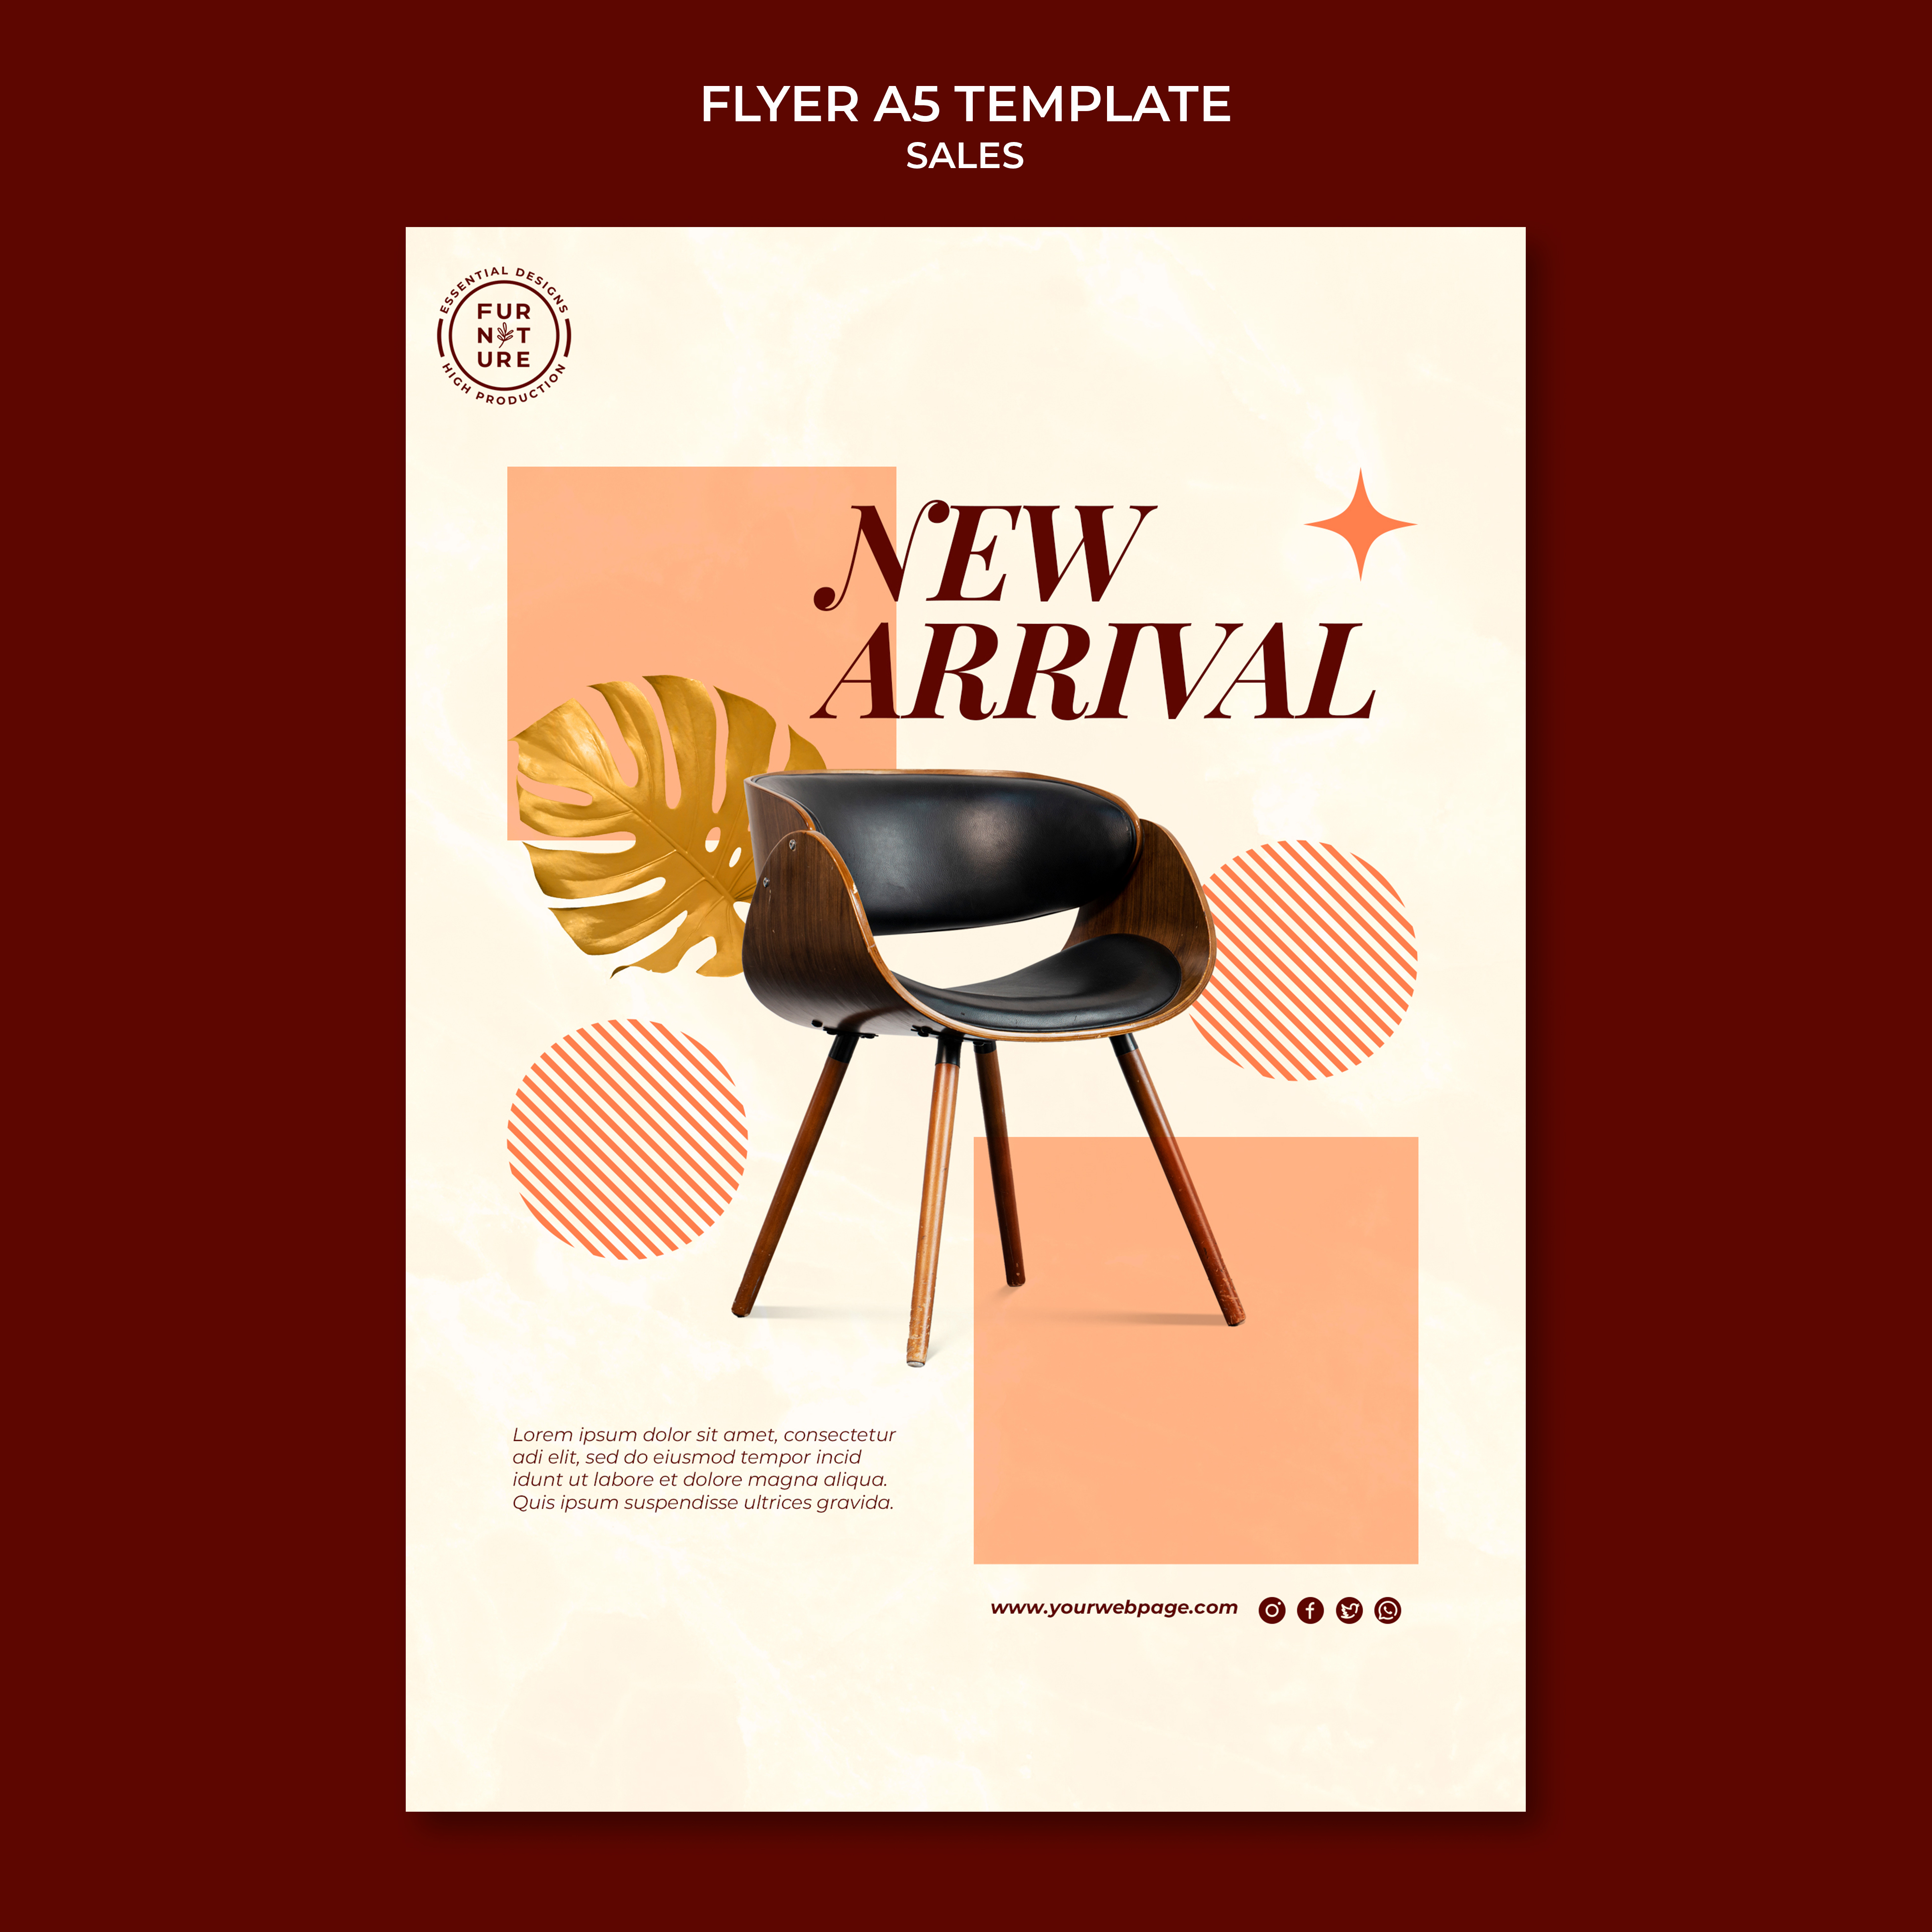 FLYER A5 TEMPLATE
SALES
ESSENTIAL DESIGNS
FUR
N T
URE
HIGH PRODUCTION
NEW
ARRIVAL
Lorem ipsum dolor sit amet, consectetur
adi elit, sed do eiusmod tempor incid
idunt ut labore et dolore magna aliqua.
Quis ipsum suspendisse ultrices gravida.
www.yourwebpage.com